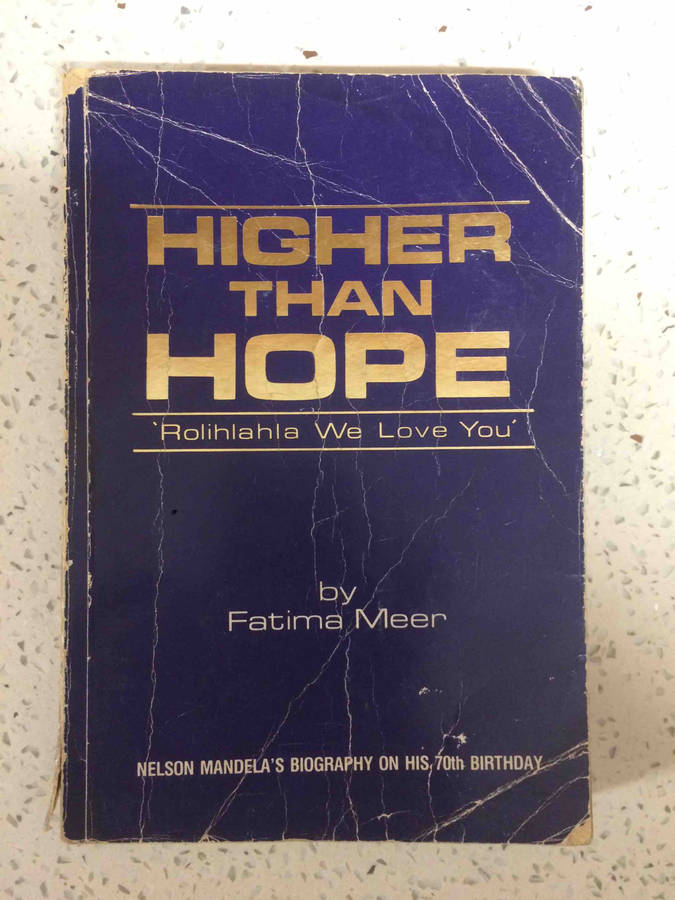 HIGHER
THAN
HOPE
‘Rolihlahla We Love You’
by
Fatima Meer
NELSON MANDELA'S BIOGRAPHY ON HIS 70th BIRTHDAY